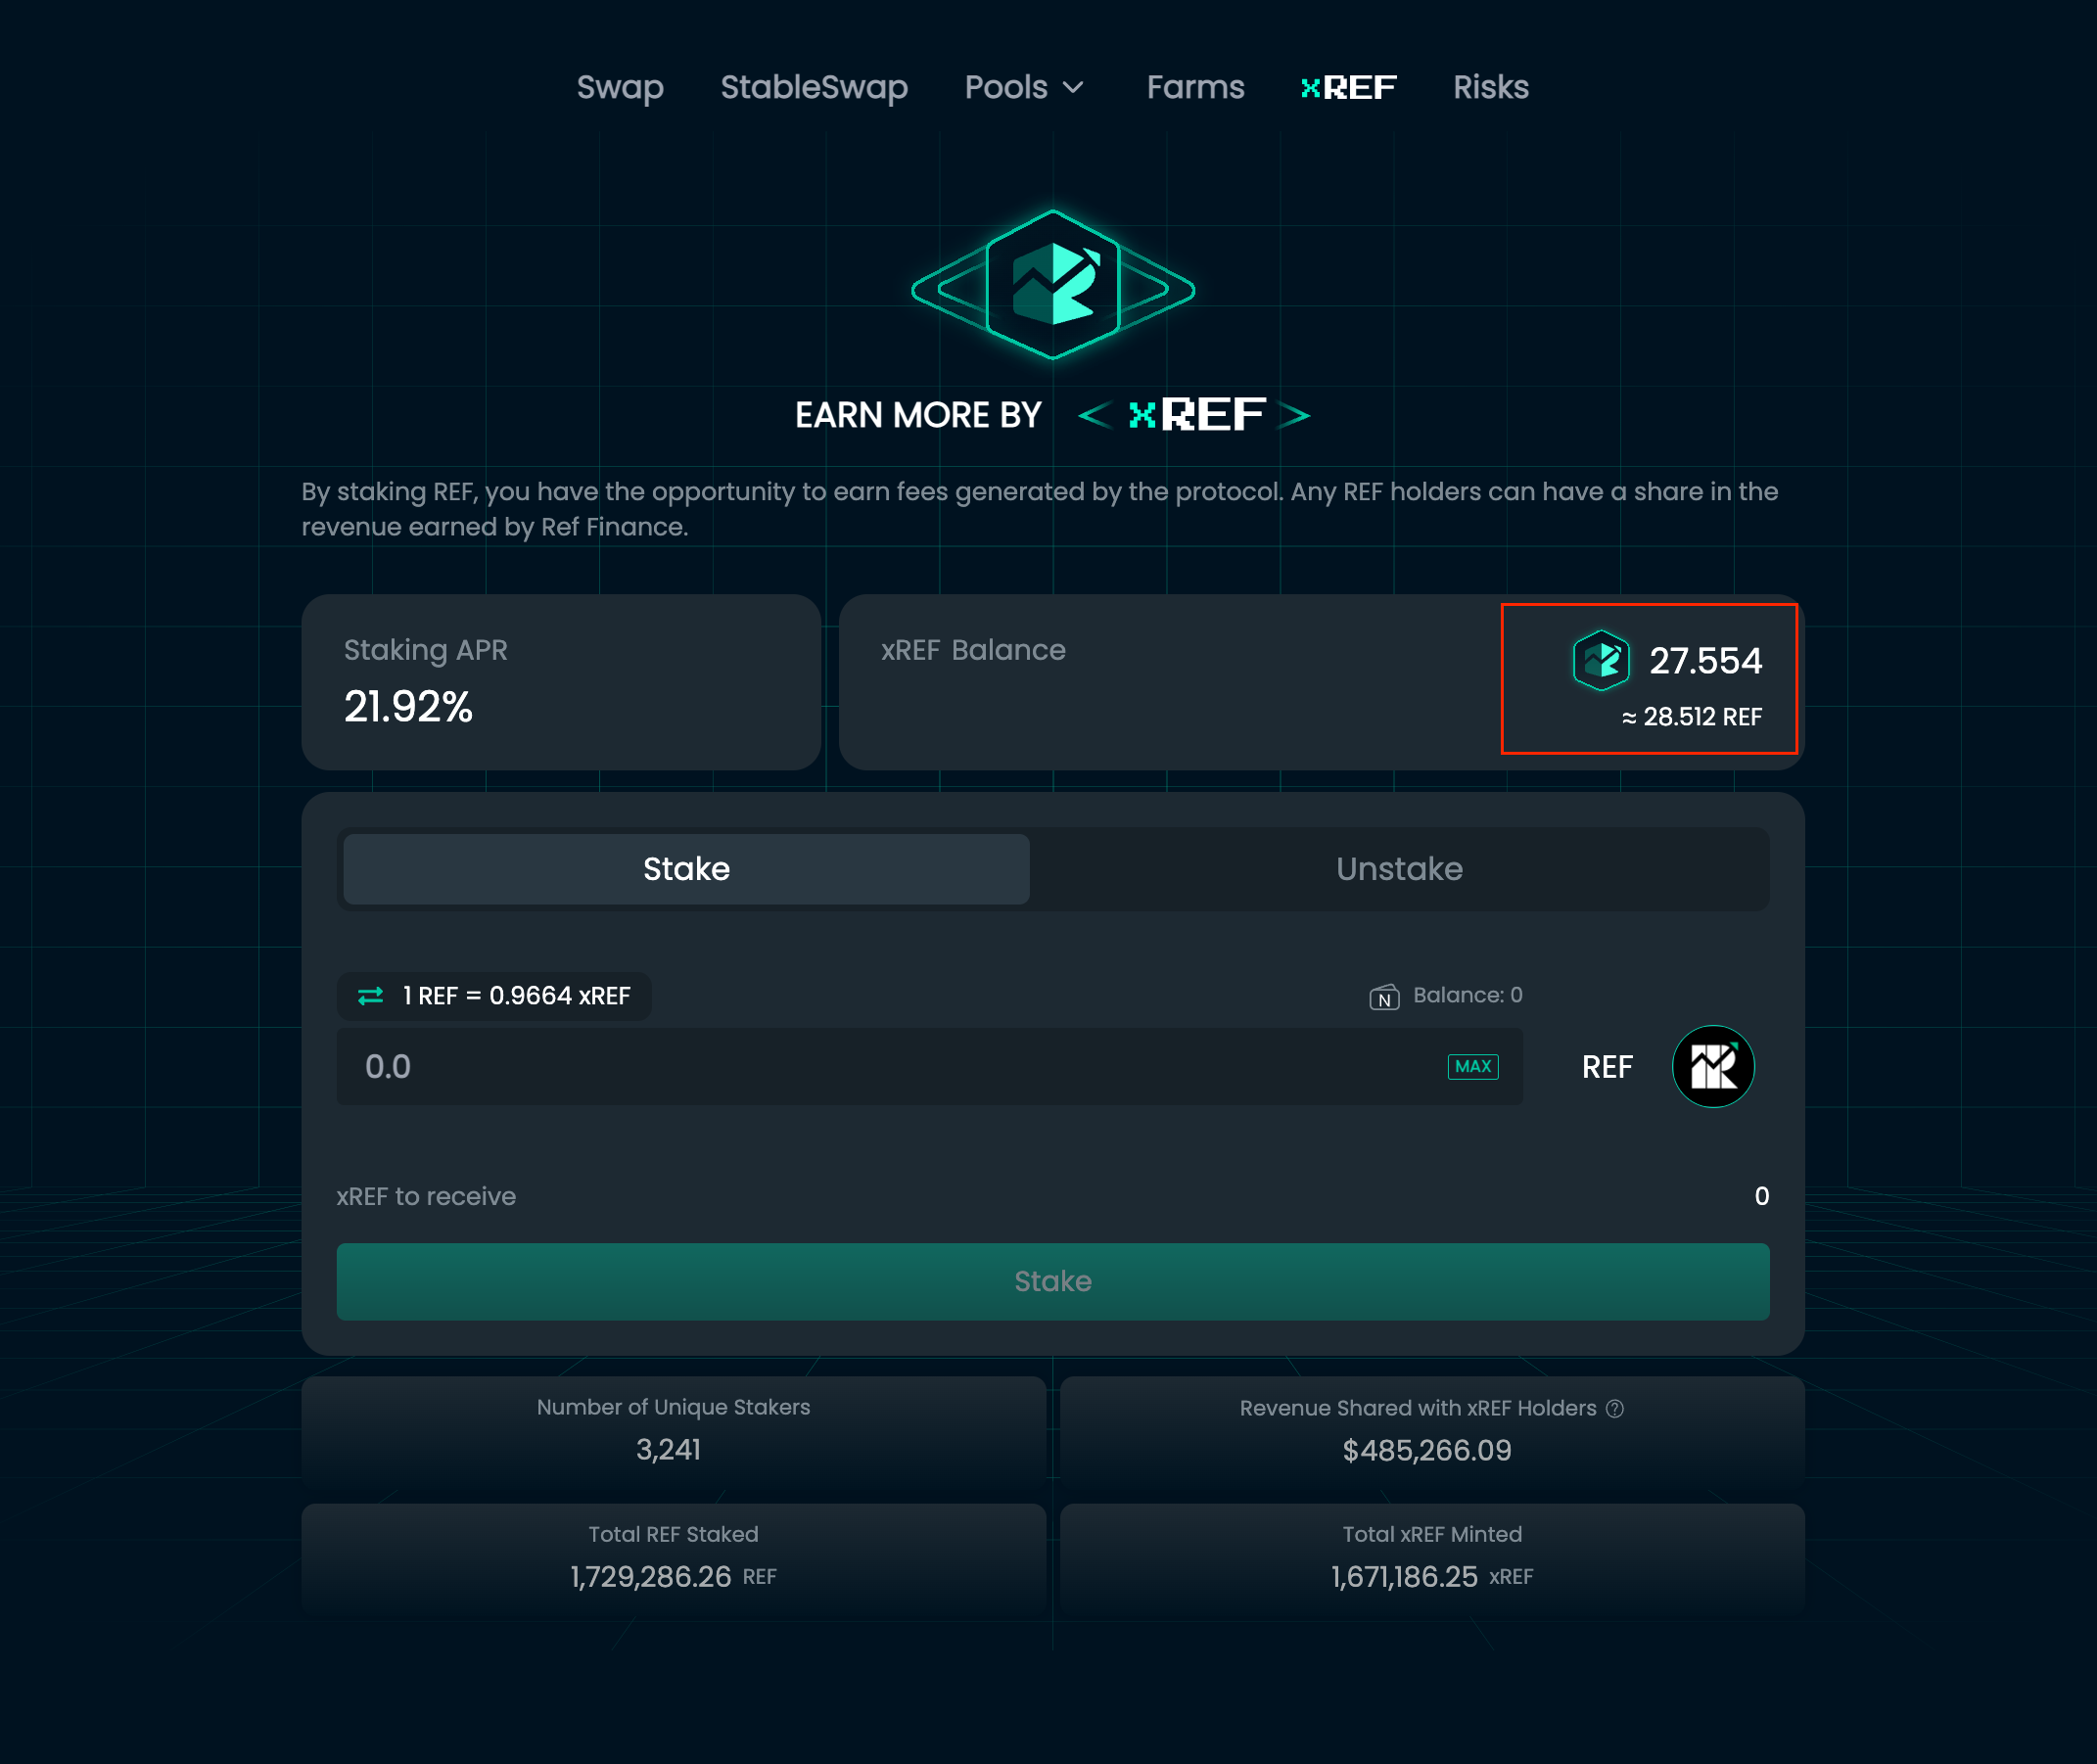 Swap StableSwap Pools Farms xREF Risks
EARN MORE BY < xREF >
By staking REF, you have the opportunity to earn fees generated by the protocol. Any REF holders can have a share in the
revenue earned by Ref Finance.
Staking APR
21.92%
xREF Balance
27.554
≈ 28.512 REF
Stake Unstake
1 REF = 0.9664 xREF
N Balance: 0
0.0 MAX REF
xREF to receive 0
Stake
Number of Unique Stakers
3,241
Revenue Shared with xREF Holders ?
$485,266.09
Total REF Staked
1,729,286.26 REF
Total xREF Minted
1,671,186.25 xREF